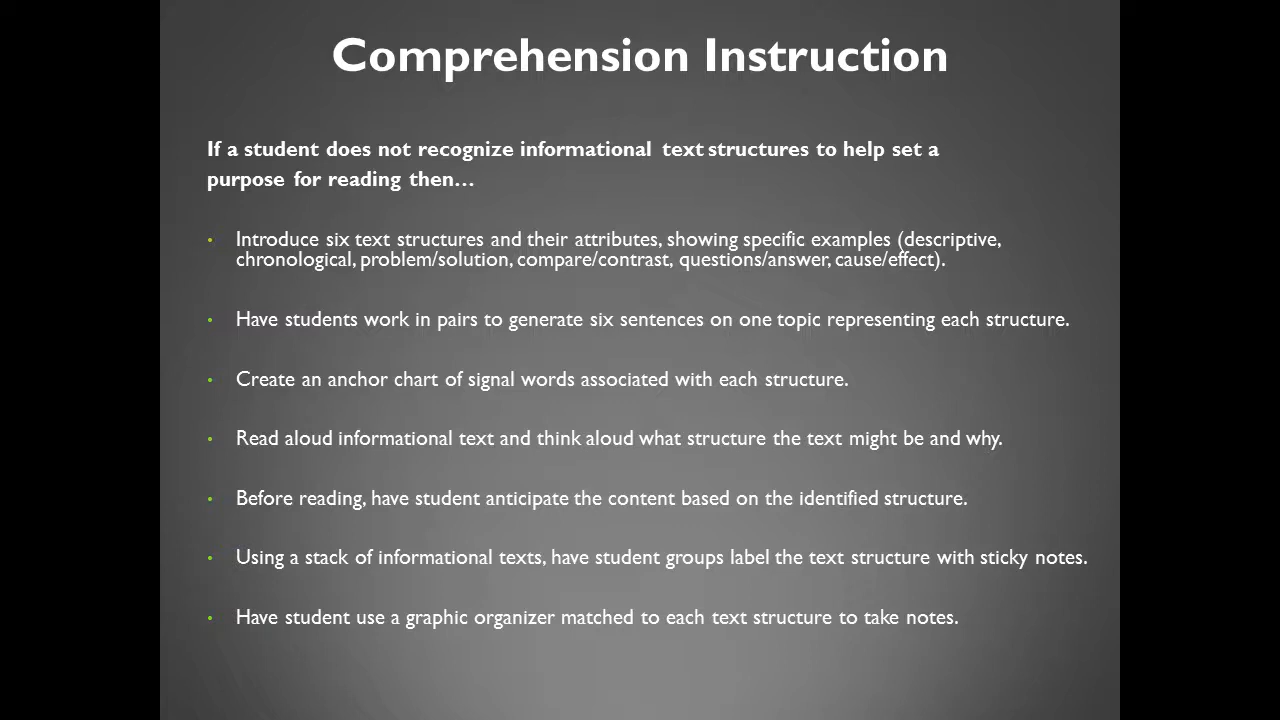 Comprehension Instruction
If a student does not recognize informational text structures to help set a
purpose for reading then…
• Introduce six text structures and their attributes, showing specific examples (descriptive,
chronological, problem/solution, compare/contrast, questions/answer, cause/effect).
• Have students work in pairs to generate six sentences on one topic representing each structure.
• Create an anchor chart of signal words associated with each structure.
• Read aloud informational text and think aloud what structure the text might be and why.
• Before reading, have student anticipate the content based on the identified structure.
• Using a stack of informational texts, have student groups label the text structure with sticky notes.
• Have student use a graphic organizer matched to each text structure to take notes.